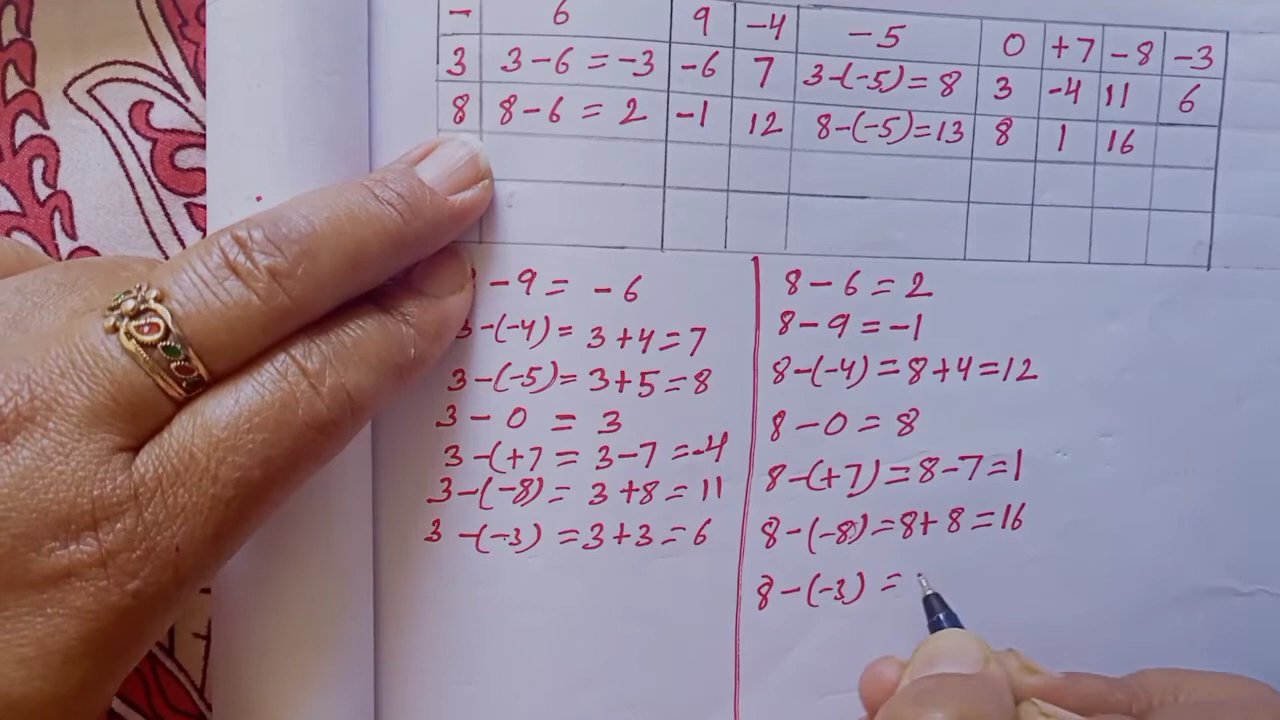 - 6 9 -4 -5 0 +7 -8 -3
3 3-6=-3 -6 7 3-(-5)=8 3 -4 11 6
8 8-6=2 -1 12 8-(-5)=13 8 1 16
-9 = -6
3-(-4)= 3+4=7
3-(-5)=3+5=8
3-0 = 3
3-(+7 = 3-7=-4
3-(-8)= 3+8=11
3-(-3) =3+3=6
8-6=2
8-9=-1
8-(-4)=8+4=12
8-0=8
8-(+7)=8-7=1
8-(-8)=8+8=16
8-(-3) =